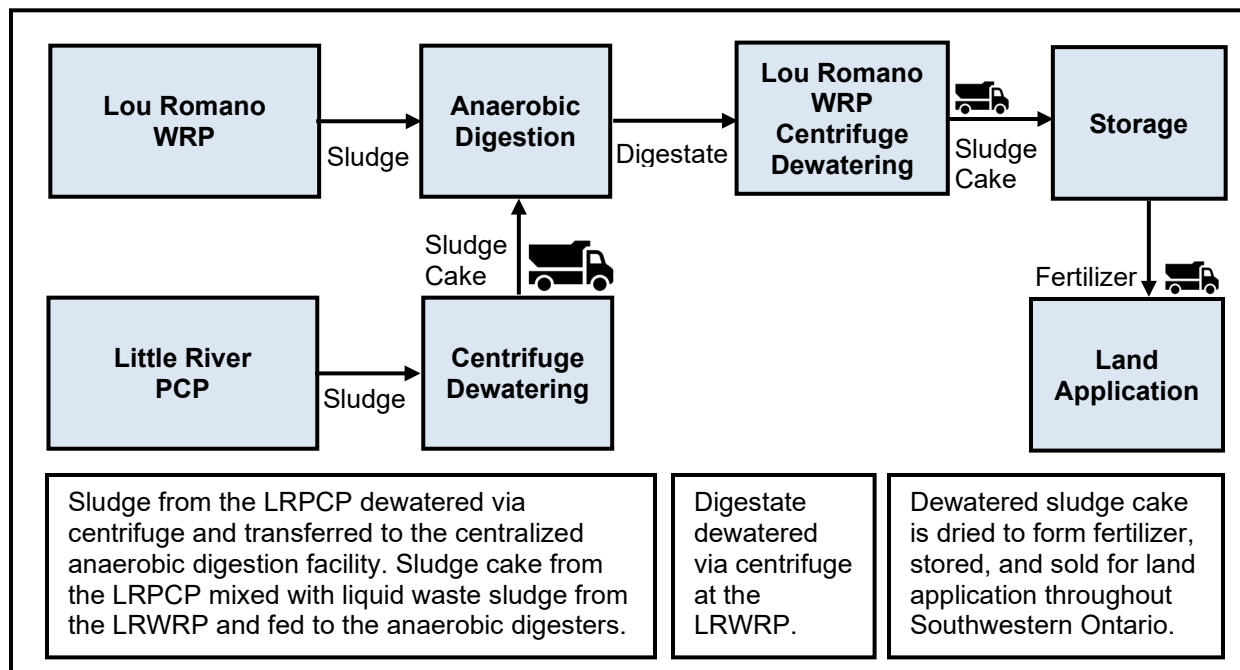 Lou Romano
WRP
Sludge
Anaerobic
Digestion
Digestate
Lou Romano
WRP
Centrifuge
Dewatering
Sludge
Cake
Storage
Sludge
Cake
Fertilizer
Little River
PCP
Sludge
Centrifuge
Dewatering
Land
Application
Sludge from the LRPCP dewatered via
centrifuge and transferred to the centralized
anaerobic digestion facility. Sludge cake from
the LRPCP mixed with liquid waste sludge from
the LRWRP and fed to the anaerobic digesters.
Digestate
dewatered
via centrifuge
at the
LRWRP.
Dewatered sludge cake
is dried to form fertilizer,
stored, and sold for land
application throughout
Southwestern Ontario.